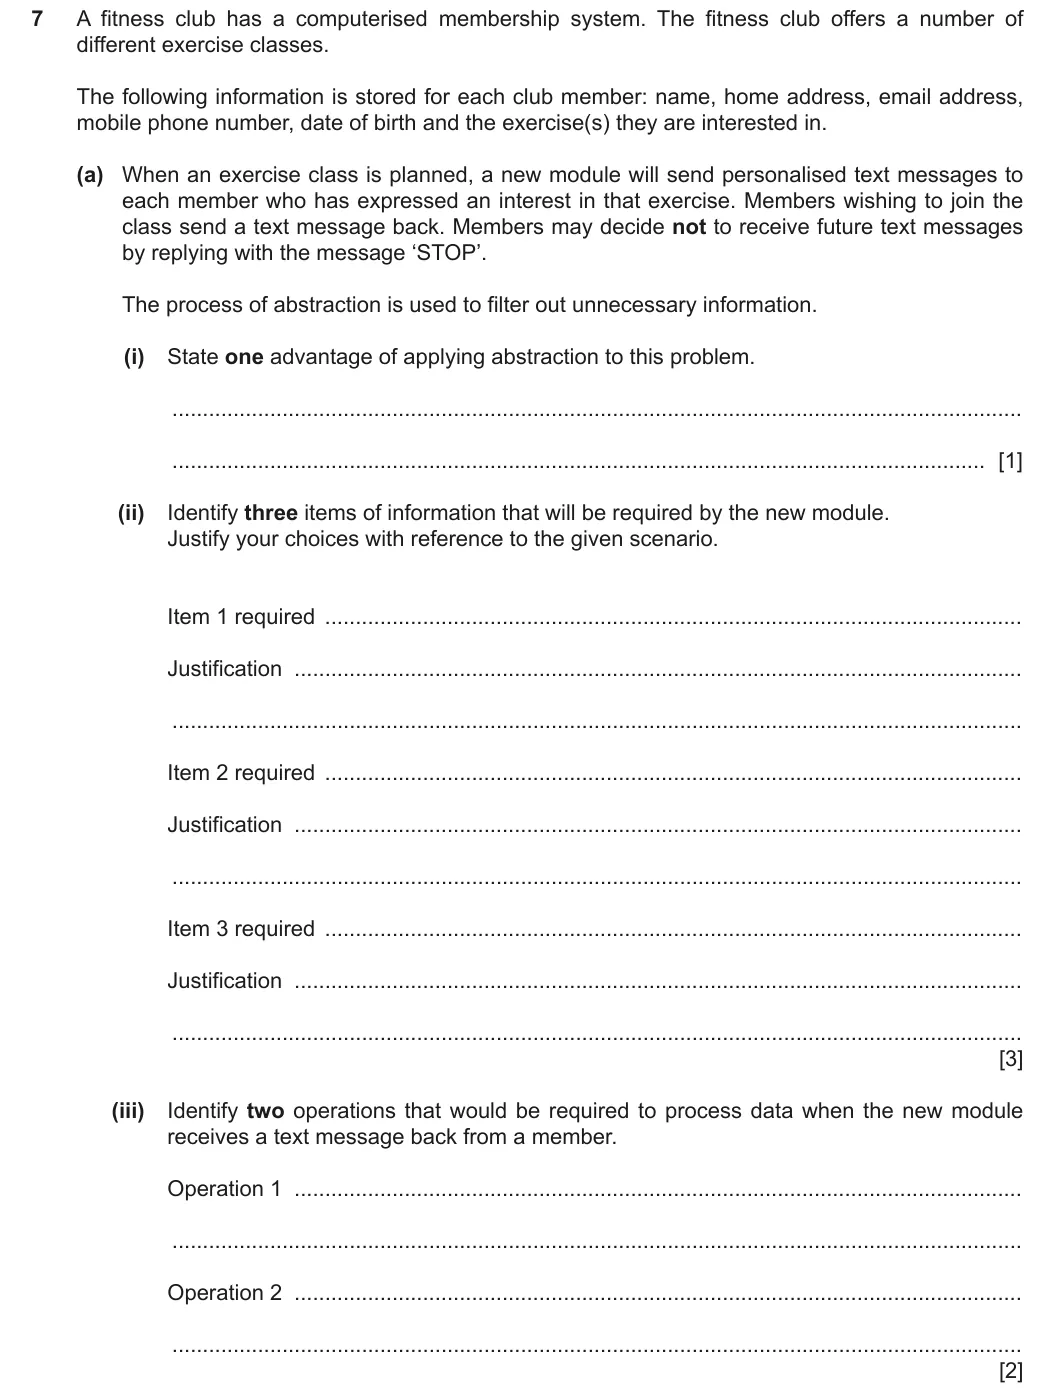 7 A fitness club has a computerised membership system. The fitness club offers a number of
different exercise classes.
The following information is stored for each club member: name, home address, email address,
mobile phone number, date of birth and the exercise(s) they are interested in.
(a) When an exercise class is planned, a new module will send personalised text messages to
each member who has expressed an interest in that exercise. Members wishing to join the
class send a text message back. Members may decide not to receive future text messages
by replying with the message ‘STOP’.
The process of abstraction is used to filter out unnecessary information.
(i) State one advantage of applying abstraction to this problem.
..........................................................................................................................................
.................................................................................................................................... [1]
(ii) Identify three items of information that will be required by the new module.
Justify your choices with reference to the given scenario.
Item 1 required ..................................................................................................................
Justification .......................................................................................................................
..........................................................................................................................................
Item 2 required ..................................................................................................................
Justification .......................................................................................................................
..........................................................................................................................................
Item 3 required ..................................................................................................................
Justification .......................................................................................................................
..........................................................................................................................................
[3]
(iii) Identify two operations that would be required to process data when the new module
receives a text message back from a member.
Operation 1 .......................................................................................................................
..........................................................................................................................................
Operation 2 .......................................................................................................................
..........................................................................................................................................
[2]